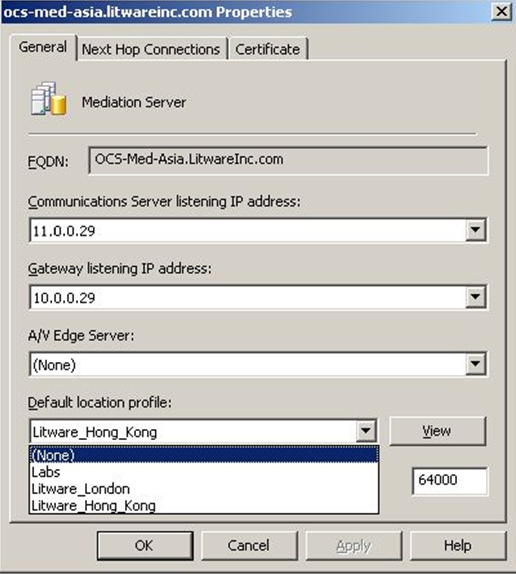 ocs-med-asia.litwareinc.com Properties
General Next Hop Connections Certificate
Mediation Server
FQDN: OCS-Med-Asia.LitwareInc.com
Communications Server listening IP address:
11.0.0.29
Gateway listening IP address:
10.0.0.29
A/V Edge Server:
(None)
Default location profile:
Litware_Hong_Kong View
(None)
Labs
Litware_London 64000
Litware_Hong_Kong
OK Cancel Apply Help